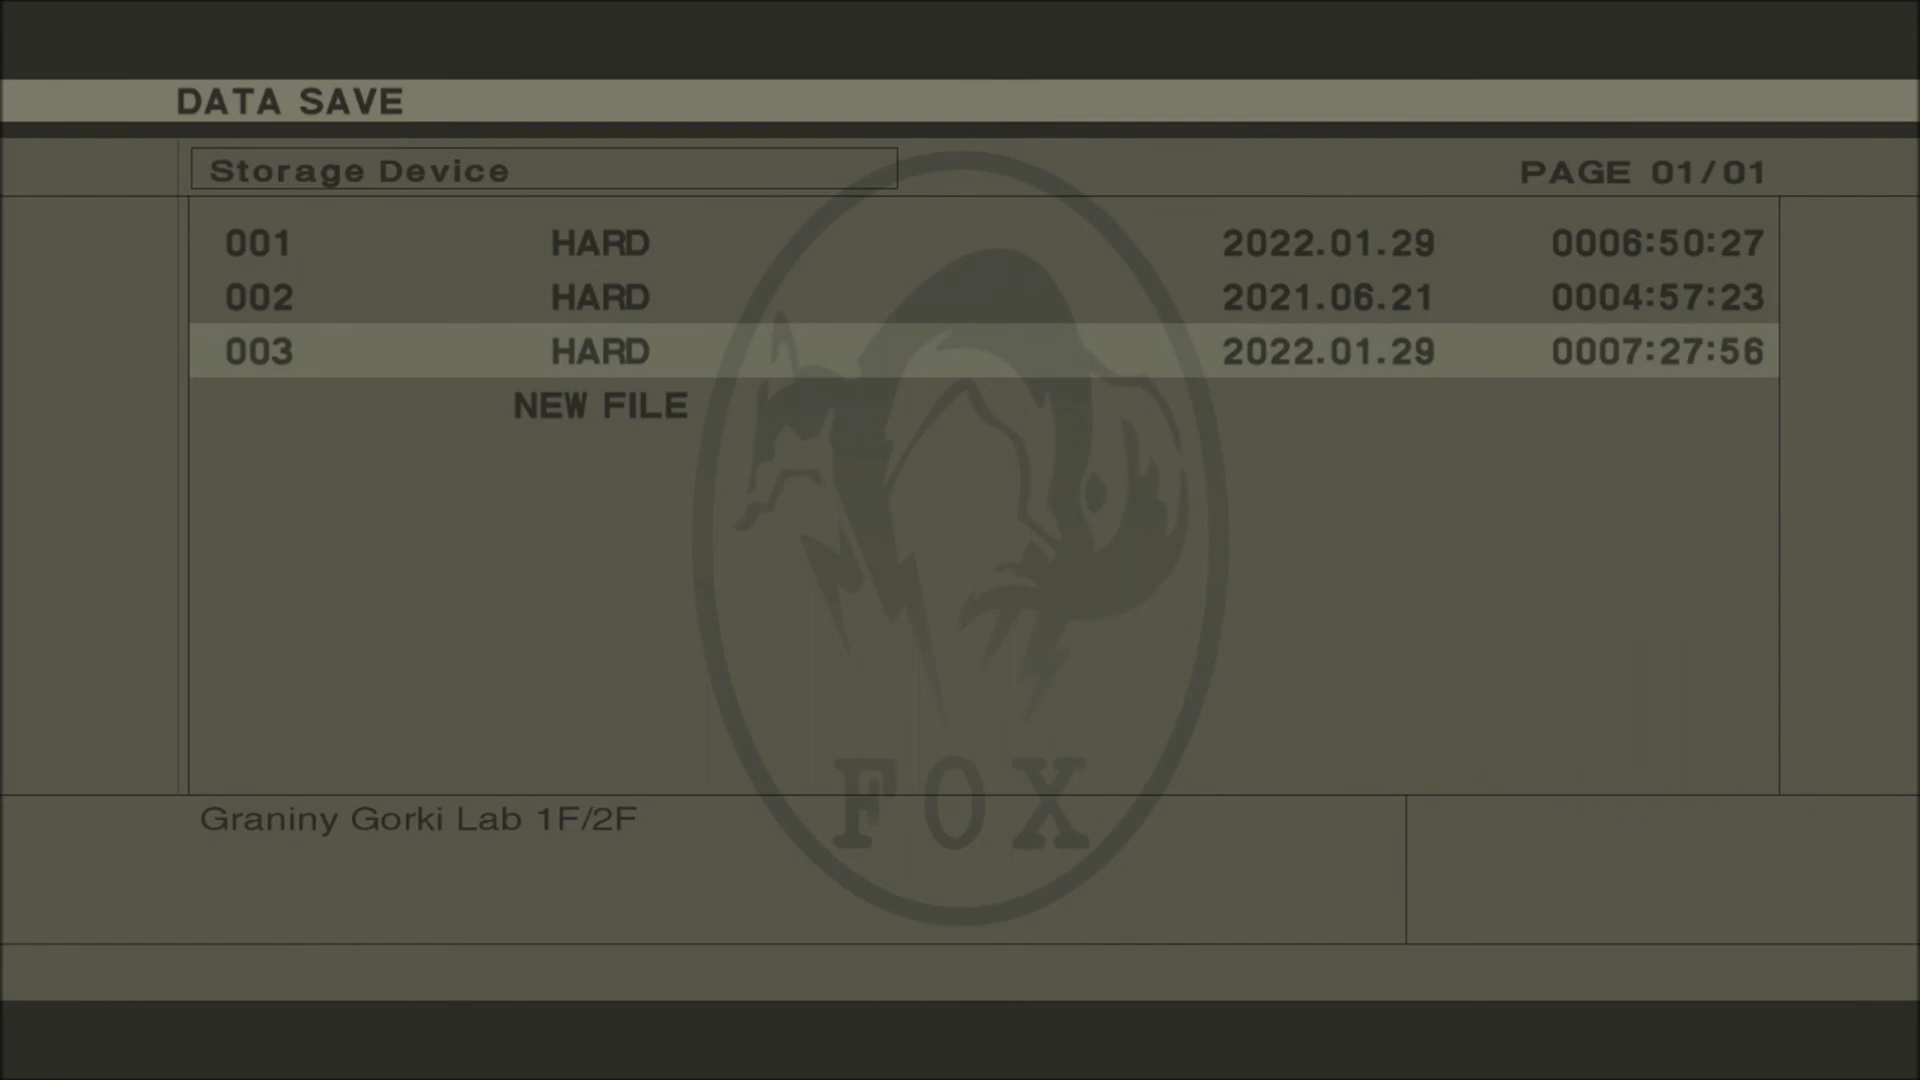 DATA SAVE
Storage Device PAGE 01/01
001 HARD 2022.01.29 0006:50:27
002 HARD 2021.06.21 0004:57:23
003 HARD 2022.01.29 0007:27:56
NEW FILE
FOX
Graniny Gorki Lab 1F/2F